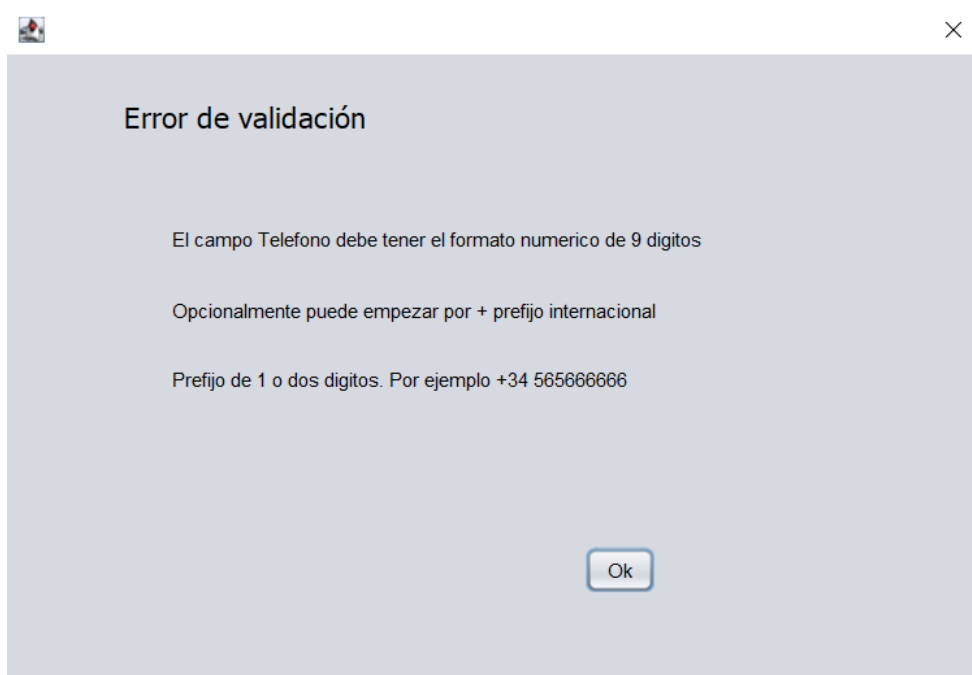 Error de validación
El campo Telefono debe tener el formato numerico de 9 digitos
Opcionalmente puede empezar por + prefijo internacional
Prefijo de 1 o dos digitos. Por ejemplo +34 565666666
Ok